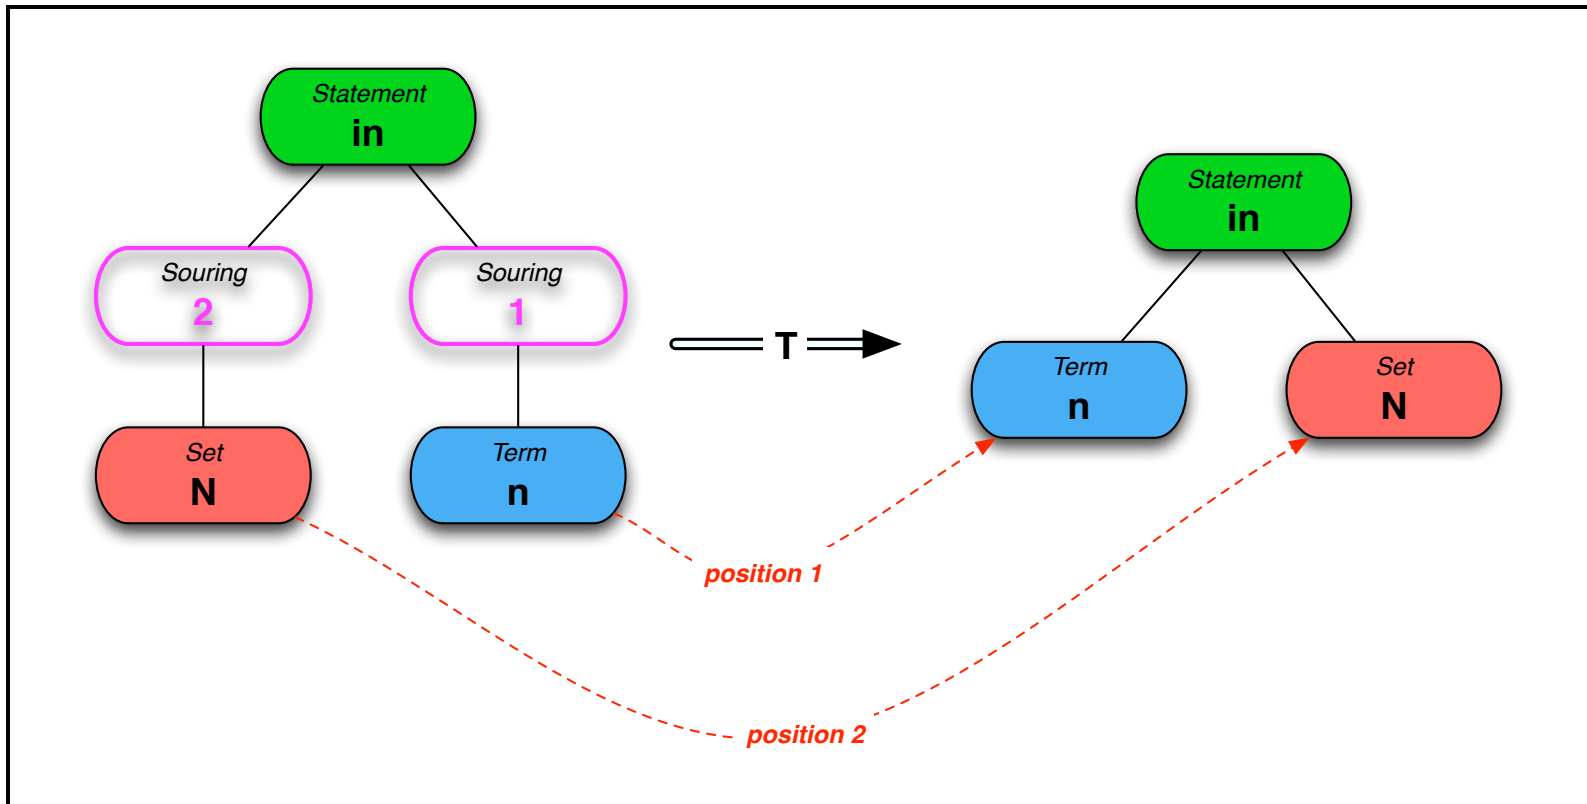 Statement
in
Souring
2
Souring
1
Set
N
Term
n
T
Statement
in
Term
n
Set
N
position 1
position 2